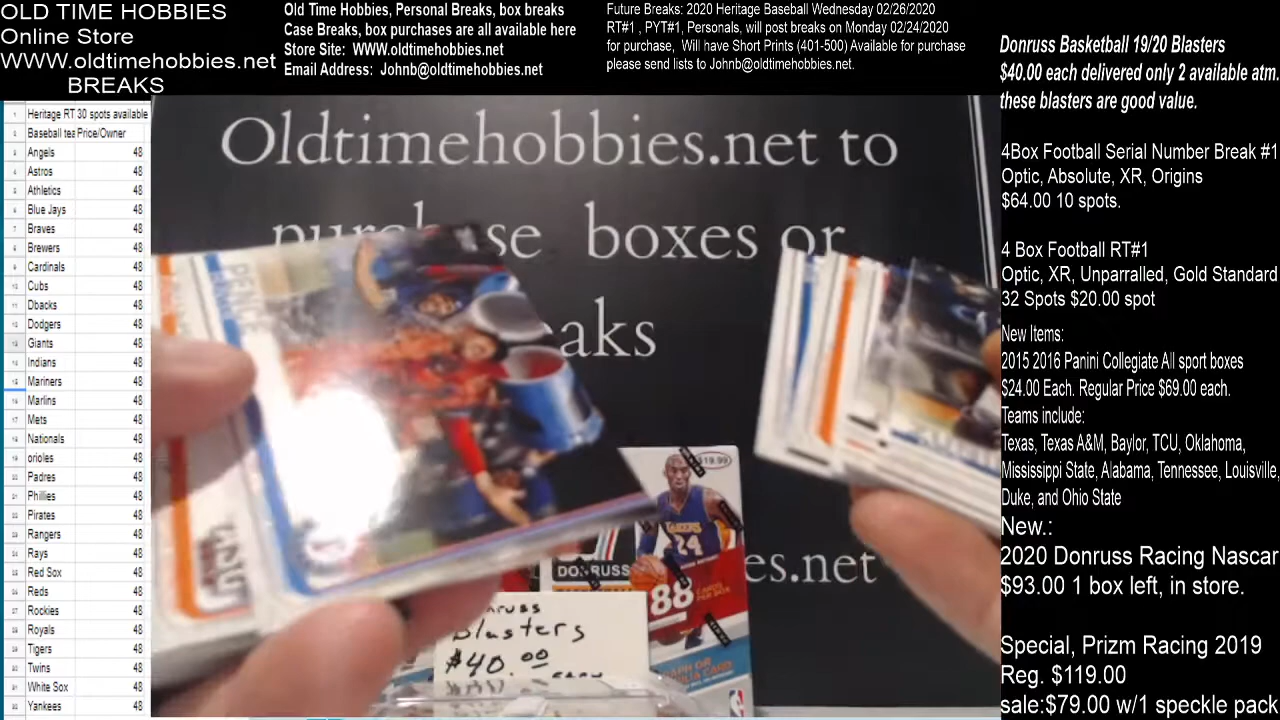 OLD TIME HOBBIES
Online Store
WWW.oldtimehobbies.net
BREAKS
Old Time Hobbies, Personal Breaks, box breaks
Case Breaks, box purchases are all available here
Store Site: WWW.oldtimehobbies.net
Email Address: Johnb@oldtimehobbies.net
Future Breaks: 2020 Heritage Baseball Wednesday 02/26/2020
RT#1 , PYT#1, Personals, will post breaks on Monday 02/24/2020
for purchase, Will have Short Prints (401-500) Available for purchase
please send lists to Johnb@oldtimehobbies.net.
Donruss Basketball 19/20 Blasters
$40.00 each delivered only 2 available atm.
these blasters are good value.
4Box Football Serial Number Break #1
Optic, Absolute, XR, Origins
$64.00 10 spots.
4 Box Football RT#1
Optic, XR, Unparralled, Gold Standard
32 Spots $20.00 spot
New Items:
2015 2016 Panini Collegiate All sport boxes
$24.00 Each. Regular Price $69.00 each.
Teams include:
Texas, Texas A&M, Baylor, TCU, Oklahoma,
Mississippi State, Alabama, Tennessee, Louisville,
Duke, and Ohio State
New.:
2020 Donruss Racing Nascar
$93.00 1 box left, in store.
Special, Prizm Racing 2019
Reg. $119.00
sale:$79.00 w/1 speckle pack
Heritage RT 30 spots available
Baseball tea Price/Owner
Angels 48
Astros 48
Athletics 48
Blue Jays 48
Braves 48
Brewers 48
Cardinals 48
Cubs 48
Dbacks 48
Dodgers 48
Giants 48
Indians 48
Mariners 48
Marlins 48
Mets 48
Nationals 48
orioles 48
Padres 48
Phillies 48
Pirates 48
Rangers 48
Rays 48
Red Sox 48
Reds 48
Rockies 48
Royals 48
Tigers 48
Twins 48
White Sox 48
Yankees 48
Oldtimehobbies.net to
boxes or
$19.99
LAKERS
24
DONRUSS
88
CARDS PER BOX
Blasters
$40.00
NBA